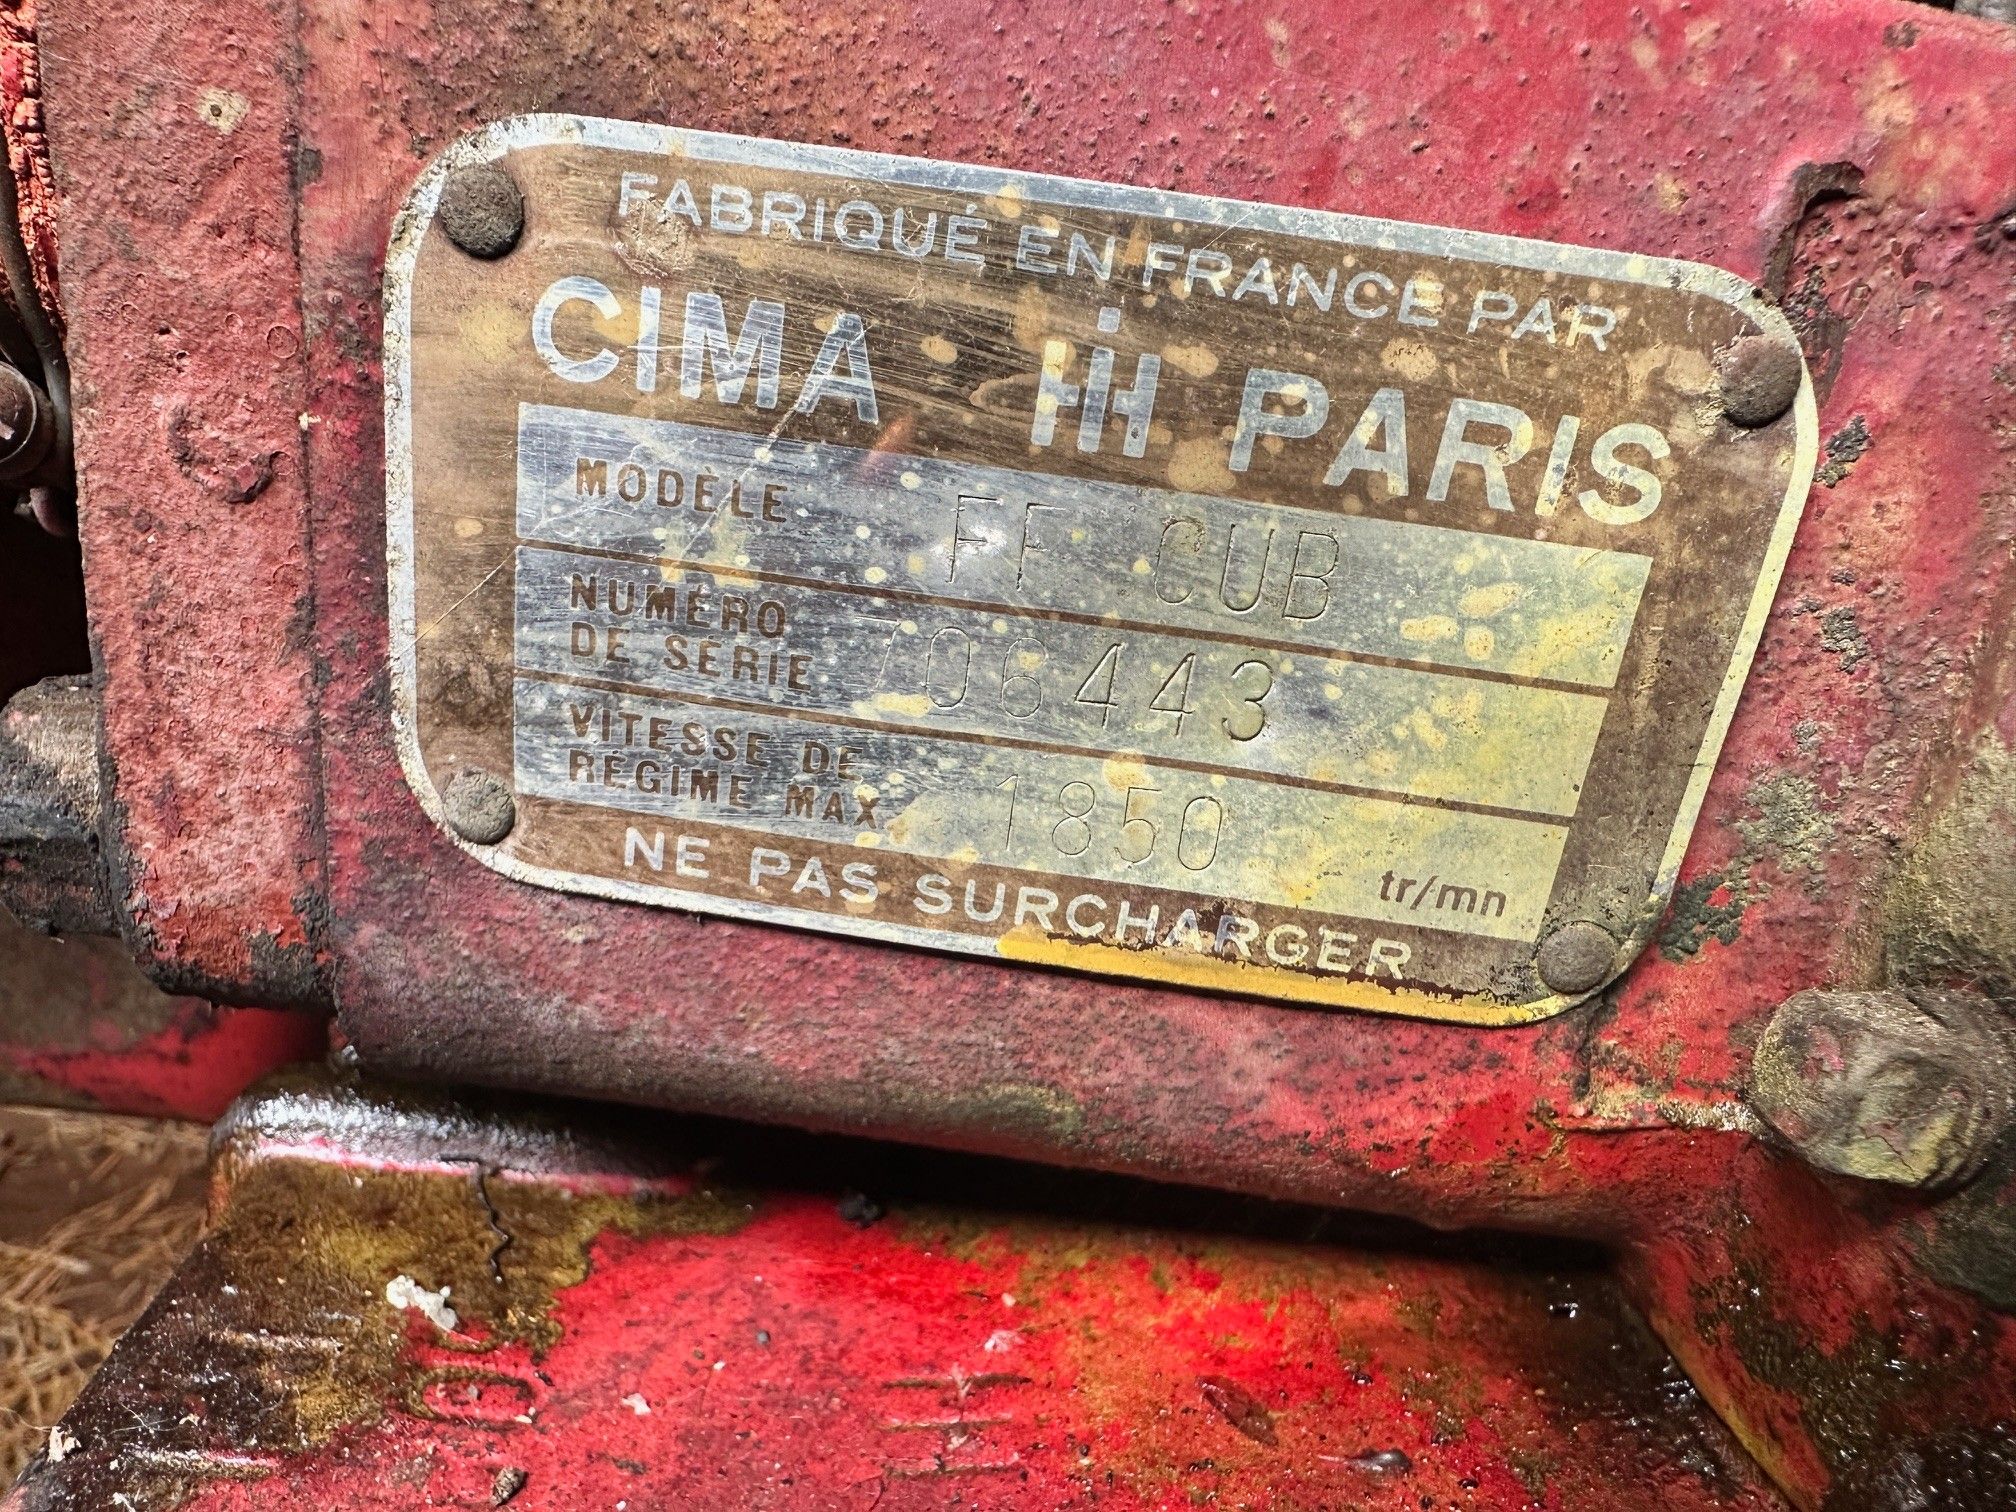 FABRIQUÉ EN FRANCE PAR
CIMA IH PARIS
MODÈLE FF CUB
NUMÉRO
DE SÉRIE 706443
VITESSE DE
RÉGIME MAX. 1850 tr/mn
NE PAS SURCHARGER